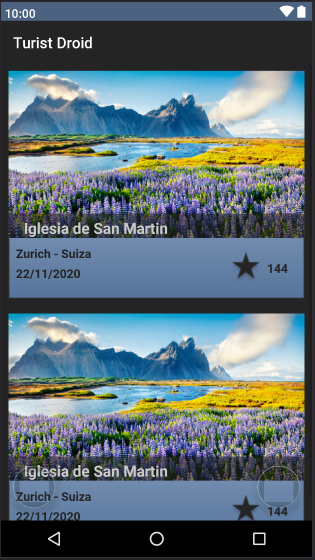 10:00
Turist Droid
Iglesia de San Martin
Zurich - Suiza
22/11/2020
144
Iglesia de San Martin
Zurich - Suiza
22/11/2020
144